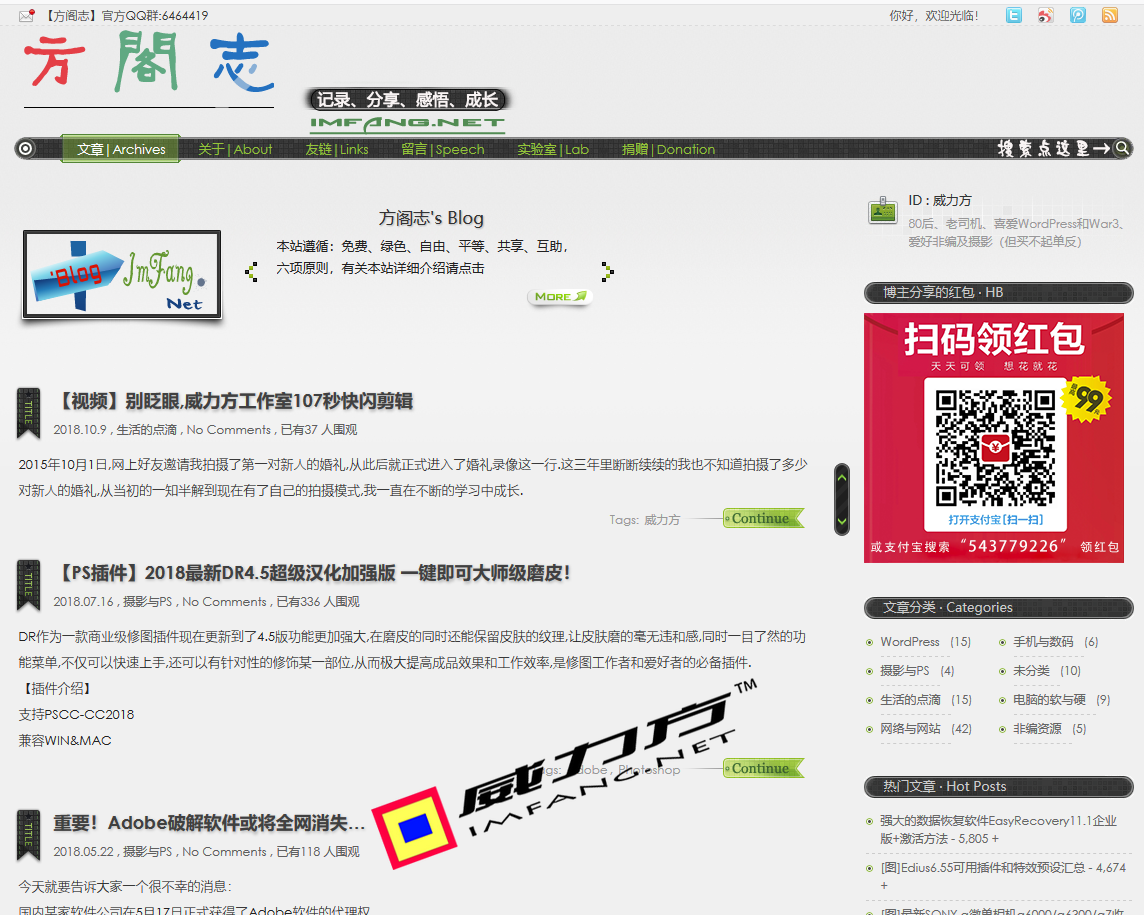 【方阁志】官方QQ群:6464419
你好，欢迎光临!
方閣志
记录、分享、感悟、成长
IMFANG.NET
文章|Archives
关于|About
友链|Links
留言|Speech
实验室|Lab
捐赠|Donation
搜索点这里→
'Blog ImFang.
Net
方阁志's Blog
本站遵循：免费、绿色、自由、平等、共享、互助，
六项原则，有关本站详细介绍请点击
MORE
ID : 威力方
80后、老司机、喜爱WordPress和War3、
爱好非编及摄影（但买不起单反）
博主分享的红包 · HB
扫码领红包
天天可领 想花就花
99
打开支付宝[扫一扫]
或支付宝搜索 “543779226” 领红包
TITLE
【视频】别眨眼,威力方工作室107秒快闪剪辑
2018.10.9 , 生活的点滴 , No Comments , 已有37 人围观
2015年10月1日,网上好友邀请我拍摄了第一对新人的婚礼,从此后就正式进入了婚礼录像这一行.这三年里断断续续的我也不知道拍摄了多少
对新人的婚礼,从当初的一知半解到现在有了自己的拍摄模式,我一直在不断的学习中成长.
Tags: 威力方
Continue
TITLE
【PS插件】2018最新DR4.5超级汉化加强版 一键即可大师级磨皮！
2018.07.16 , 摄影与PS , No Comments , 已有336 人围观
DR作为一款商业级修图插件现在更新到了4.5版功能更加强大,在磨皮的同时还能保留皮肤的纹理,让皮肤磨的毫无违和感,同时一目了然的功
能菜单,不仅可以快速上手,还可以有针对性的修饰某一部位,从而极大提高成品效果和工作效率,是修图工作者和爱好者的必备插件.
【插件介绍】
支持PSCC-CC2018
兼容WIN&MAC
Tags: Adobe , Photoshop
Continue
威力方™
IMFANG.NET
TITLE
重要！Adobe破解软件或将全网消失…
2018.05.22 , 摄影与PS , No Comments , 已有118 人围观
今天就要告诉大家一个很不幸的消息：
国内某家软件公司在5月17日正式获得了Adobe软件的代理权
文章分类 · Categories
WordPress (15)
手机与数码 (6)
摄影与PS (4)
未分类 (10)
生活的点滴 (15)
电脑的软与硬 (9)
网络与网站 (42)
非编资源 (5)
热门文章 · Hot Posts
强大的数据恢复软件EasyRecovery11.1企业
版+激活方法 - 5,805 +
[图]Edius6.55可用插件和特效预设汇总 - 4,674
+
[图]最新SONY α微单相机a6000/a6300/a7收